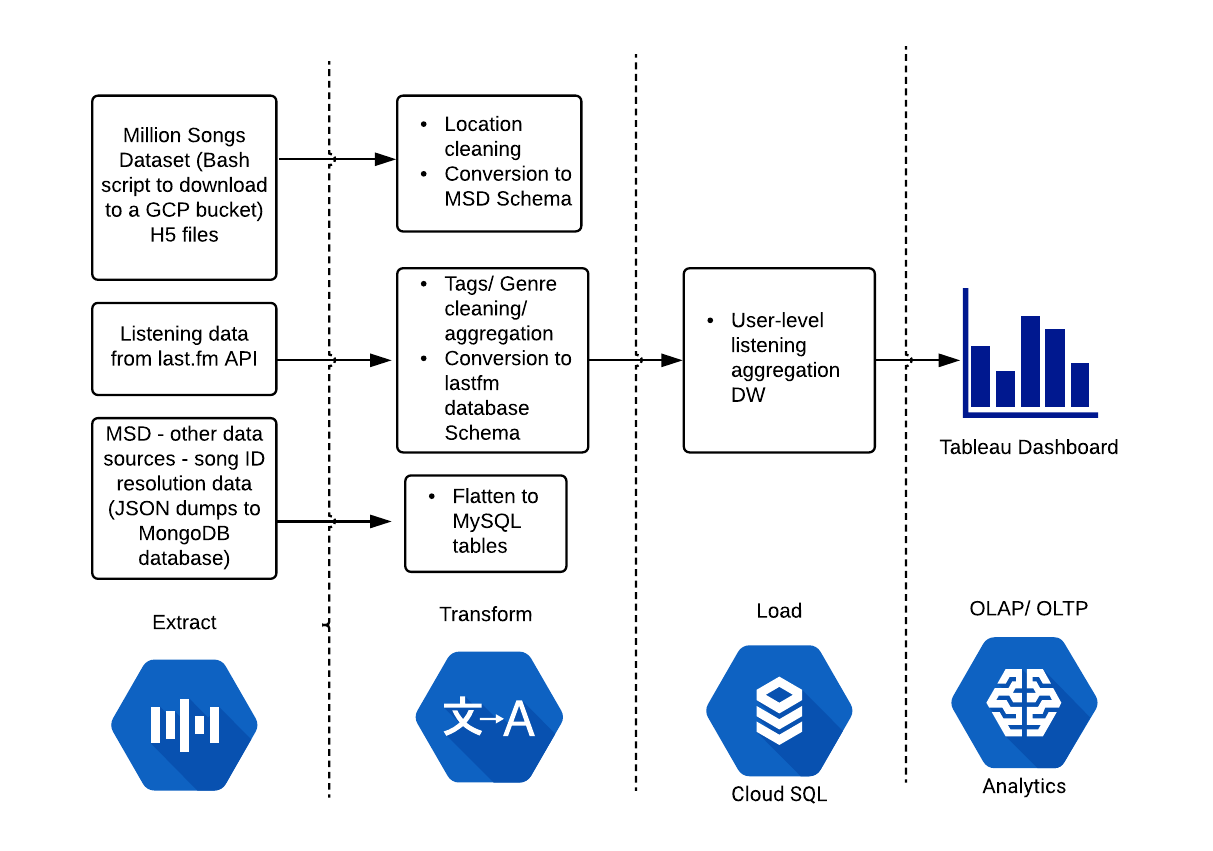 Million Songs
Dataset (Bash
script to download
to a GCP bucket)
H5 files
• Location
cleaning
• Conversion to
MSD Schema
Listening data
from last.fm API
• Tags/ Genre
cleaning/
aggregation
• Conversion to
lastfm
database
Schema
• User-level
listening
aggregation
DW
Tableau Dashboard
MSD - other data
sources - song ID
resolution data
(JSON dumps to
MongoDB
database)
• Flatten to
MySQL
tables
Extract
Transform
Load
OLAP/ OLTP
文→A
Cloud SQL
Analytics